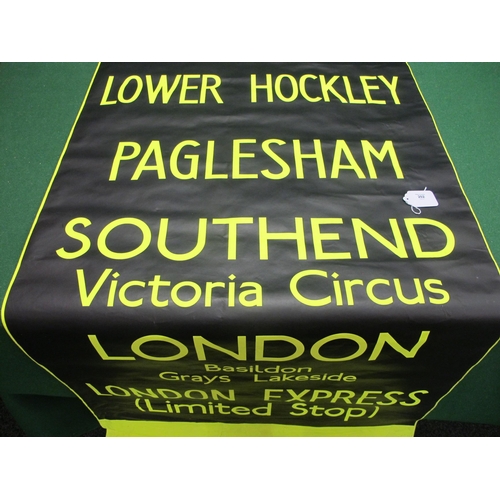 LOWER HOCKLEY
PAGLESHAM
SOUTHEND
Victoria Circus
LONDON
Basildon
Grays Lakeside
LONDON EXPRESS
(Limited Stop)